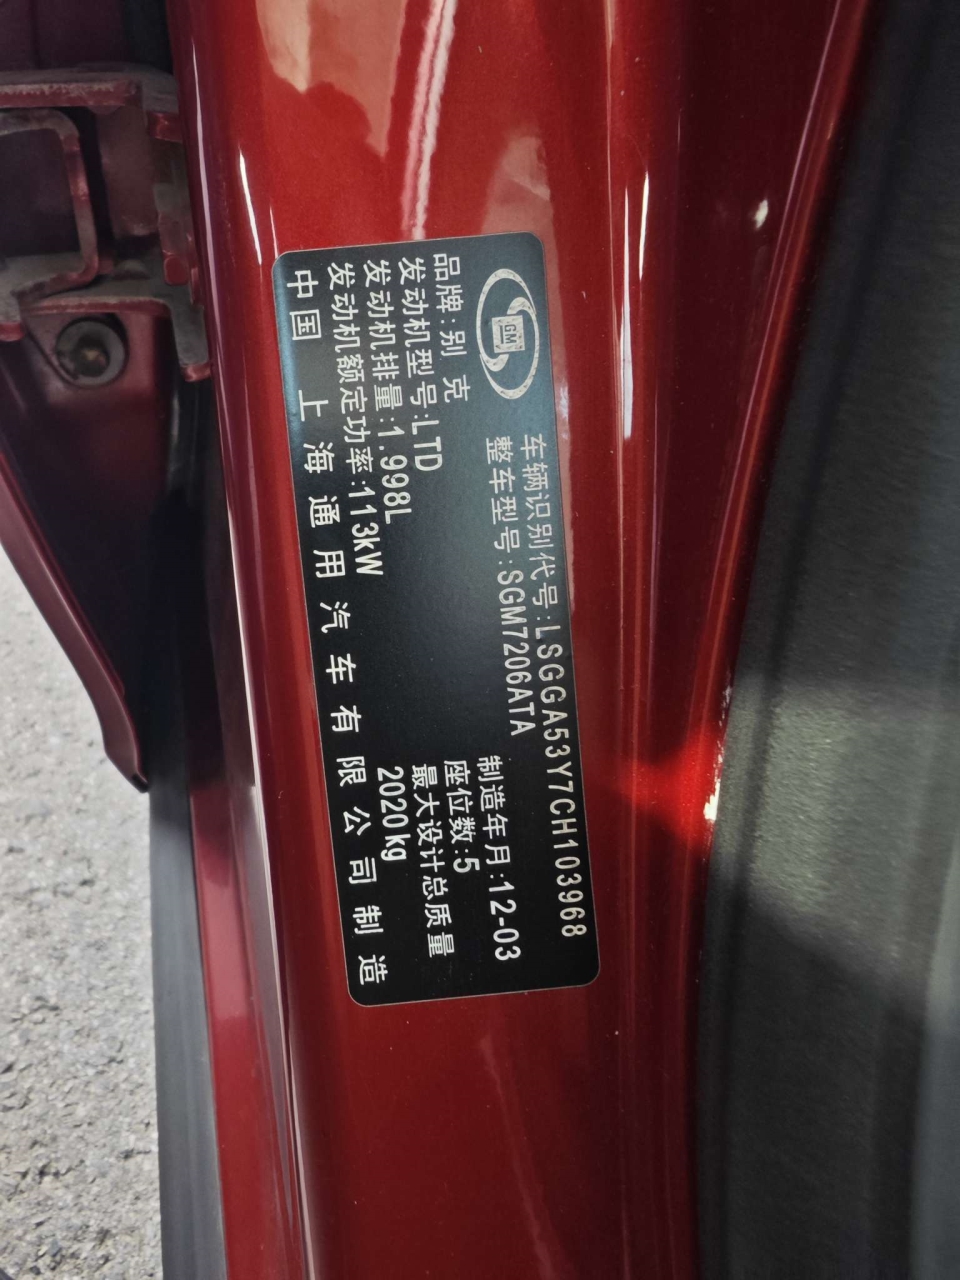 GM
车辆识别代号:LSGGA53Y7CH103968
整车型号:SGM7206ATA
品牌:别克
制造年月:12-03
发动机型号:LTD
座位数:5
发动机排量:1.998L
最大设计总质量
发动机额定功率:113kW
2020kg
中国 上海通用汽车有限公司制造